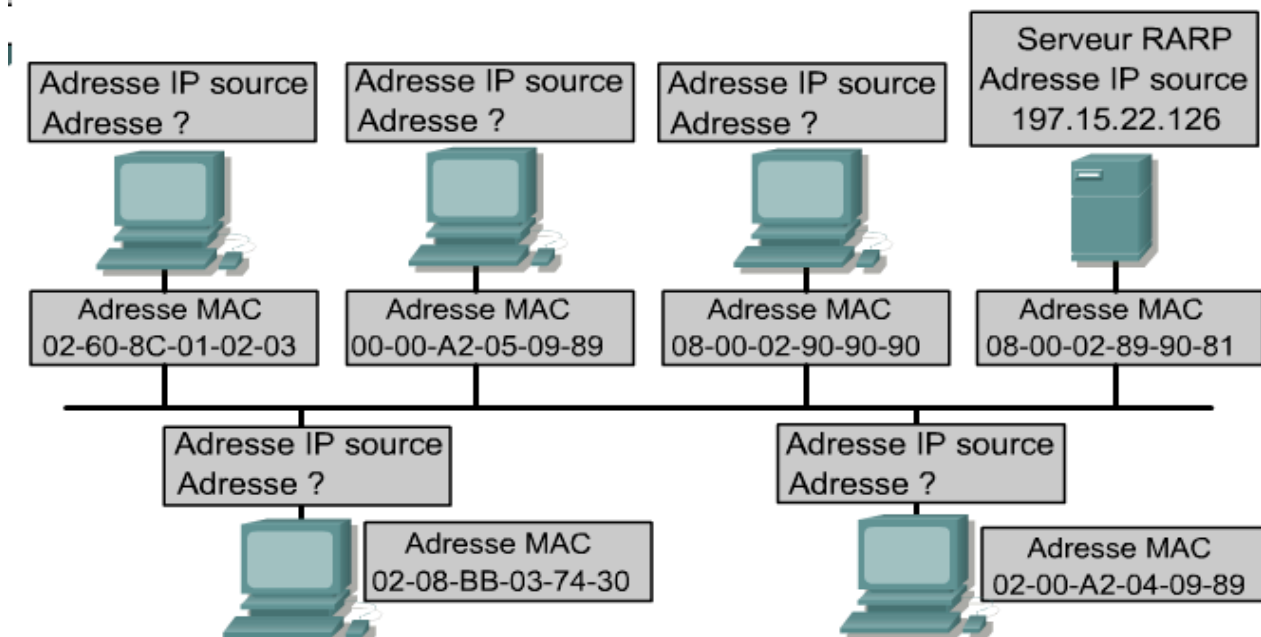 Adresse IP source
Adresse ?
Adresse IP source
Adresse ?
Adresse IP source
Adresse ?
Serveur RARP
Adresse IP source
197.15.22.126
Adresse MAC
02-60-8C-01-02-03
Adresse MAC
00-00-A2-05-09-89
Adresse MAC
08-00-02-90-90-90
Adresse MAC
08-00-02-89-90-81
Adresse IP source
Adresse ?
Adresse IP source
Adresse ?
Adresse MAC
02-08-BB-03-74-30
Adresse MAC
02-00-A2-04-09-89